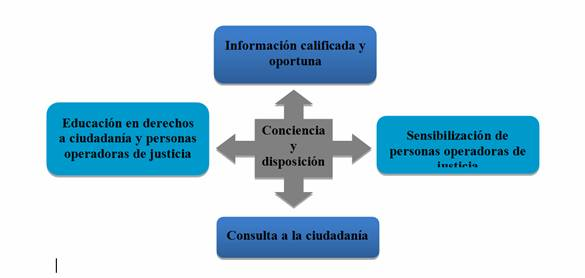 Información calificada y
oportuna
Educación en derechos
a ciudadanía y personas
operadoras de justicia
Conciencia
y
disposición
Sensibilización de
personas operadoras de
justicia
Consulta a la ciudadanía